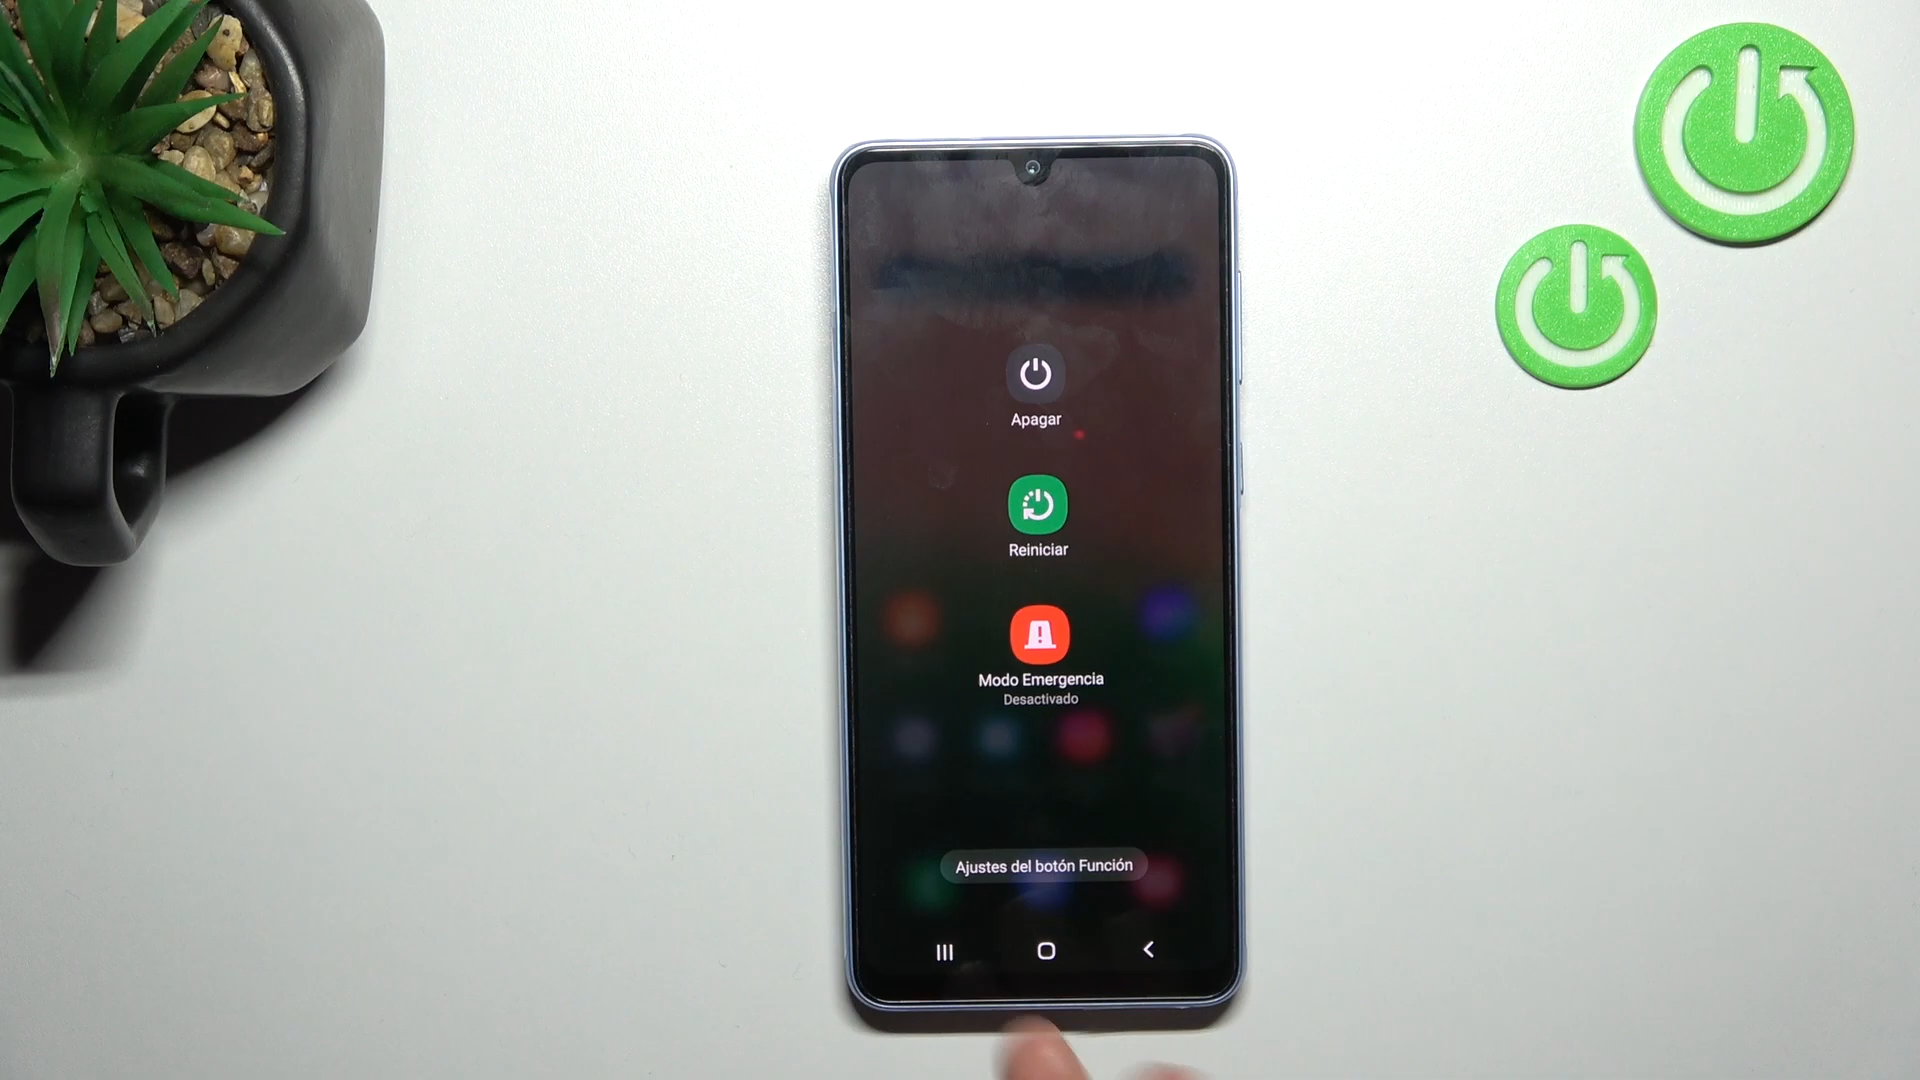 Apagar
Reiniciar
Modo Emergencia
Desactivado
Ajustes del botón Función